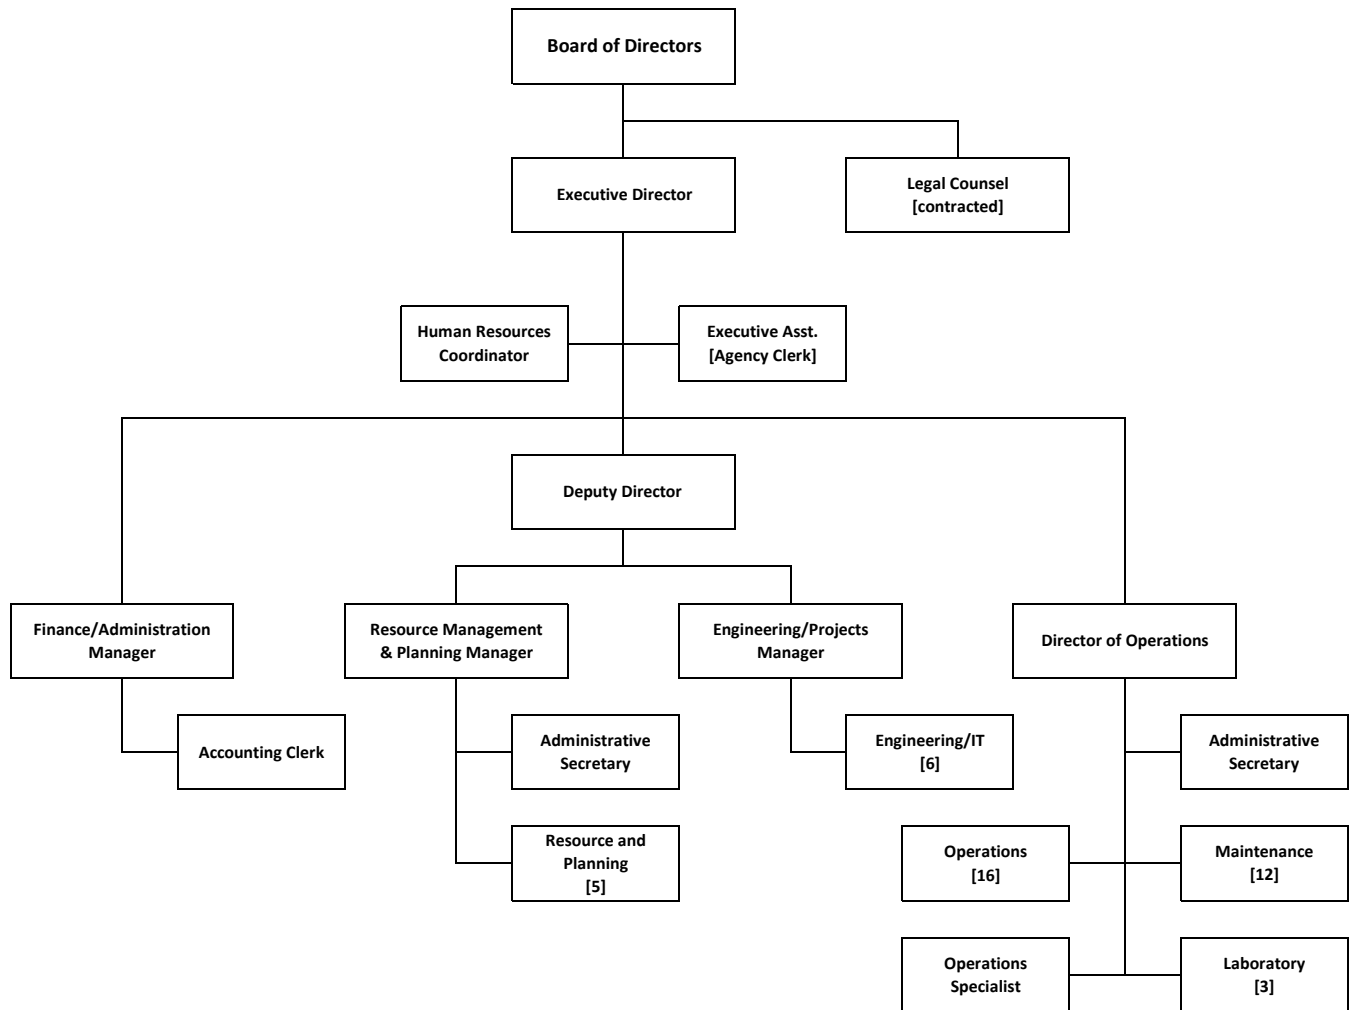 Board of Directors
Executive Director
Legal Counsel
[contracted]
Human Resources
Coordinator
Executive Asst.
[Agency Clerk]
Deputy Director
Finance/Administration
Manager
Resource Management
& Planning Manager
Engineering/Projects
Manager
Director of Operations
Accounting Clerk
Administrative
Secretary
Engineering/IT
[6]
Administrative
Secretary
Resource and
Planning
[5]
Operations
[16]
Maintenance
[12]
Operations
Specialist
Laboratory
[3]